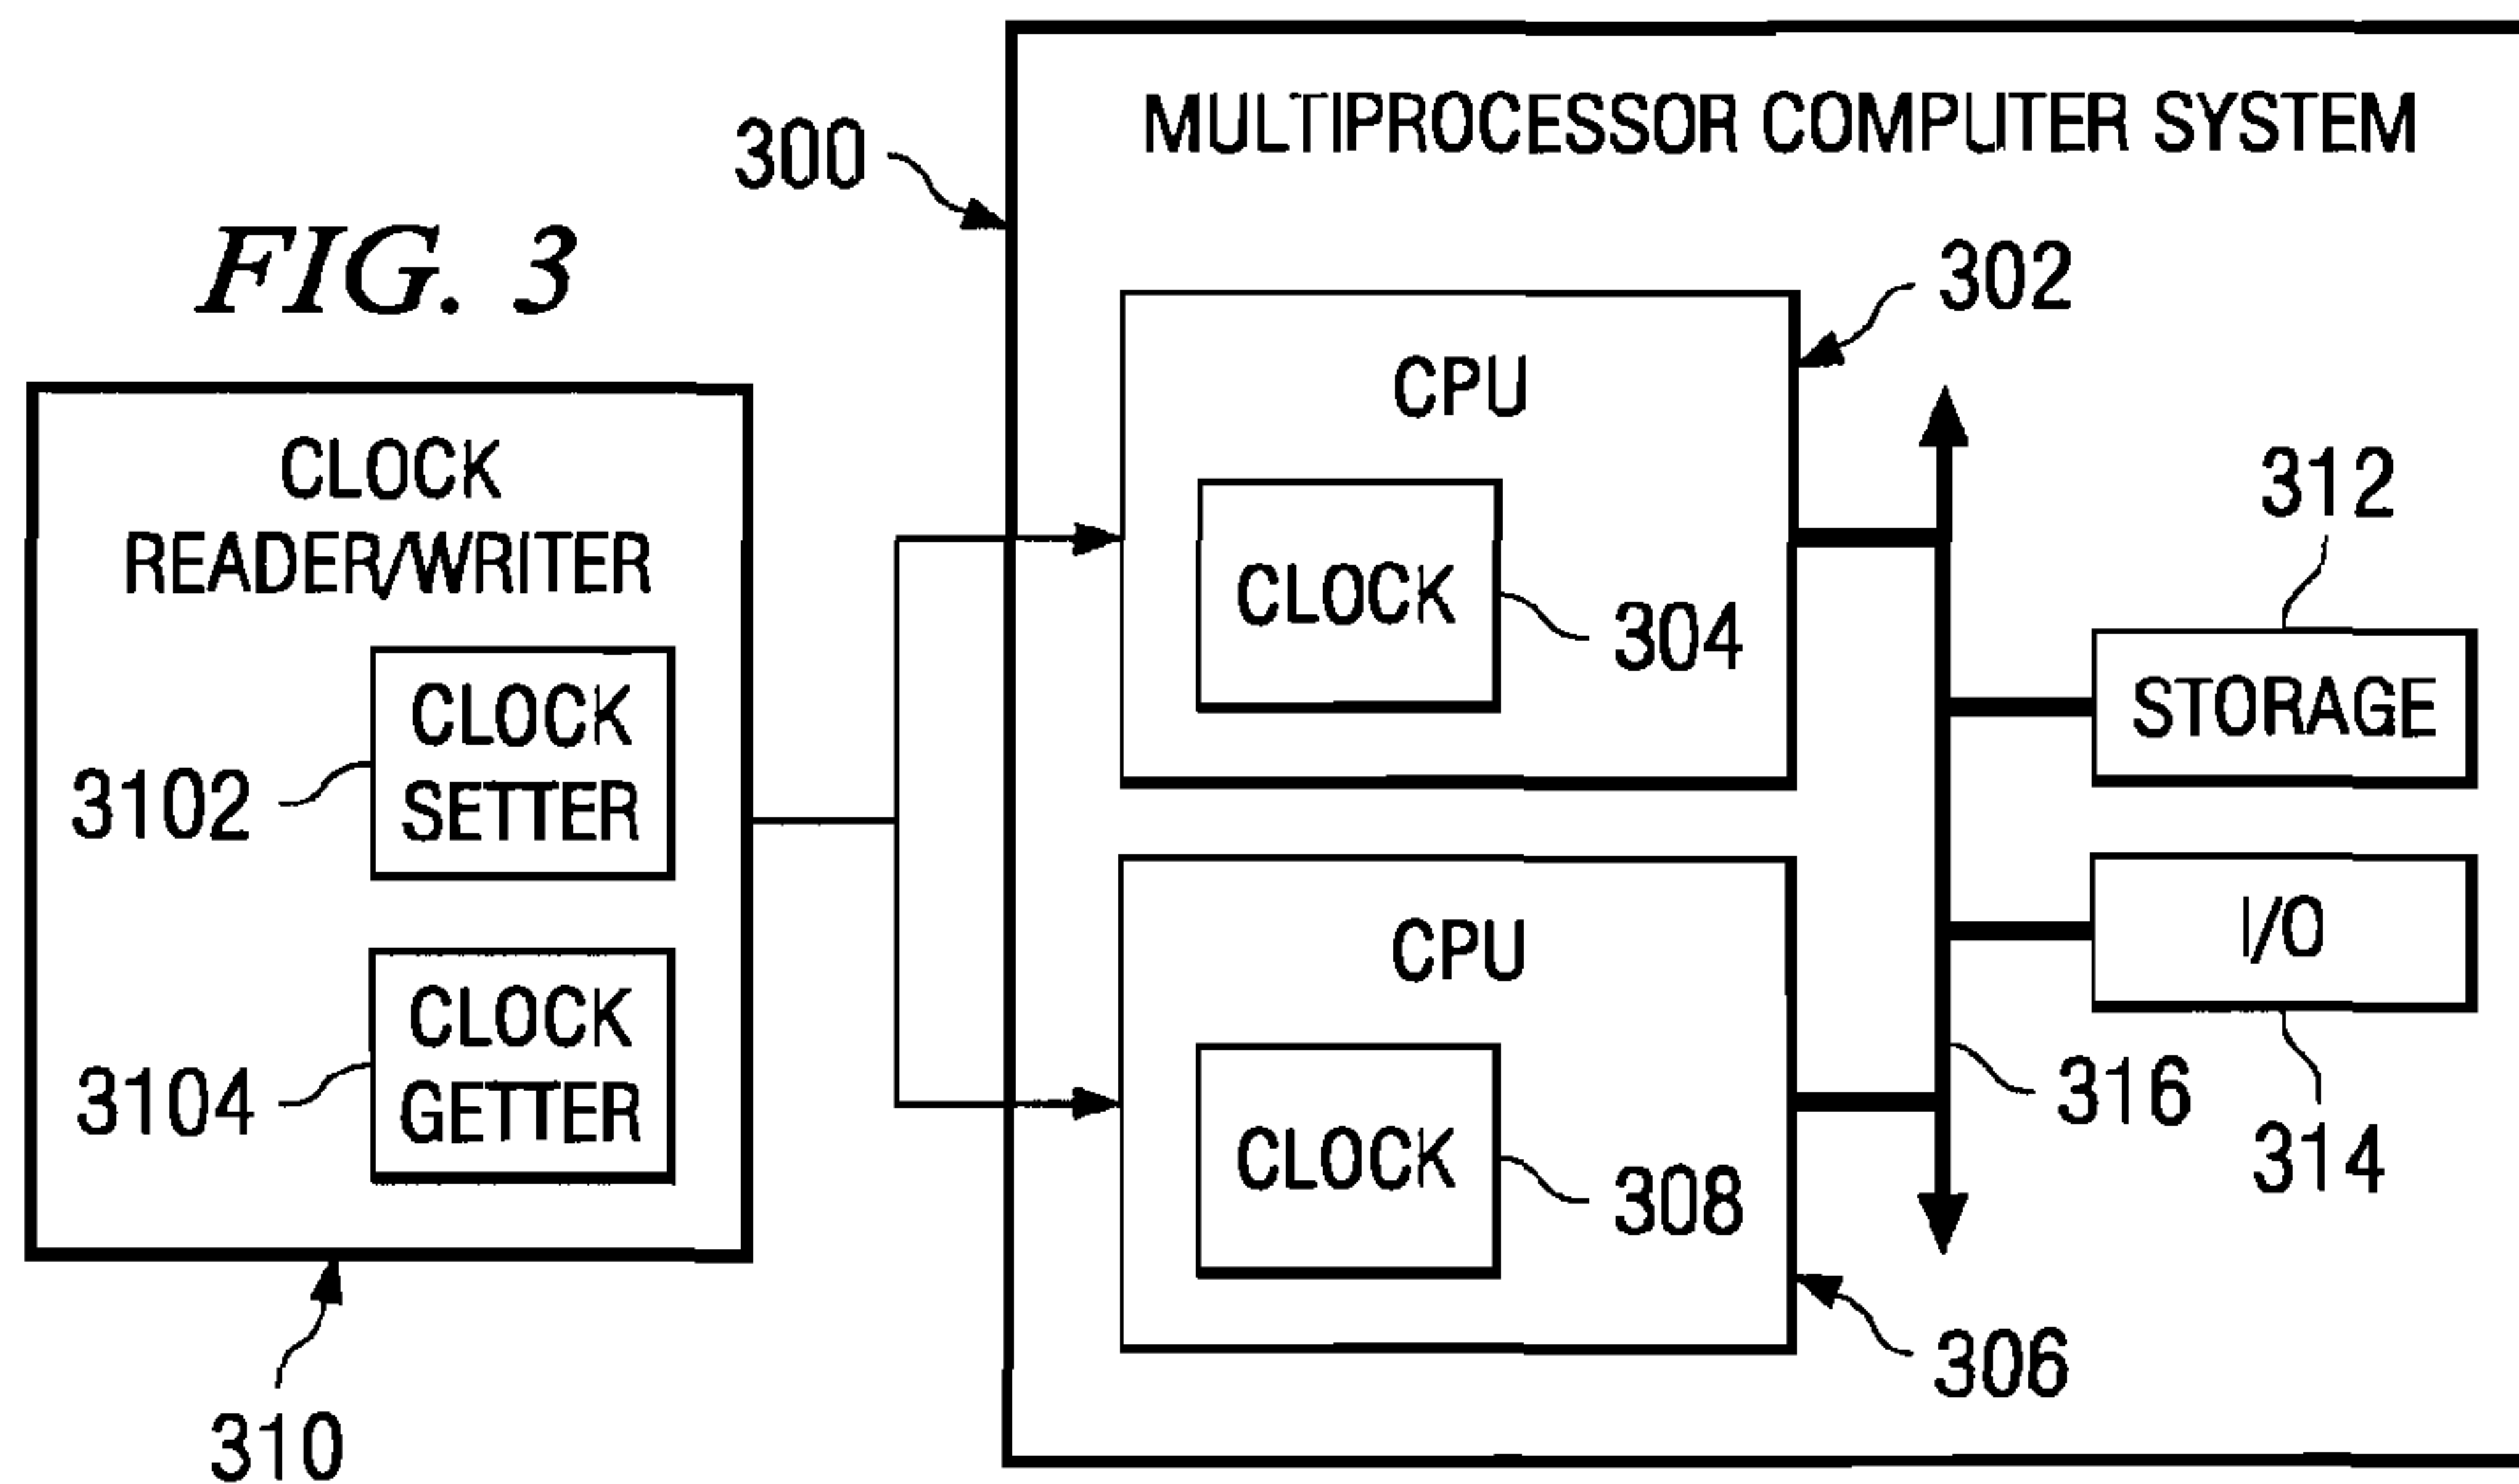 FIG. 3
300
MULTIPROCESSOR COMPUTER SYSTEM
302
CPU
CLOCK
304
312
STORAGE
I/O
316
314
CPU
CLOCK
308
306
CLOCK
READER/WRITER
CLOCK
SETTER
3102
CLOCK
GETTER
3104
310